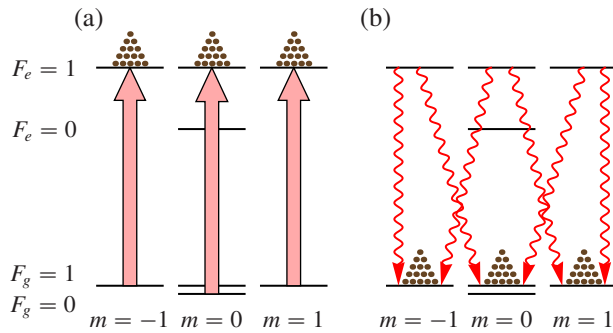 (a)
(b)
F_e = 1
F_e = 0
F_g = 1
F_g = 0
m = −1 m = 0 m = 1 m = −1 m = 0 m = 1